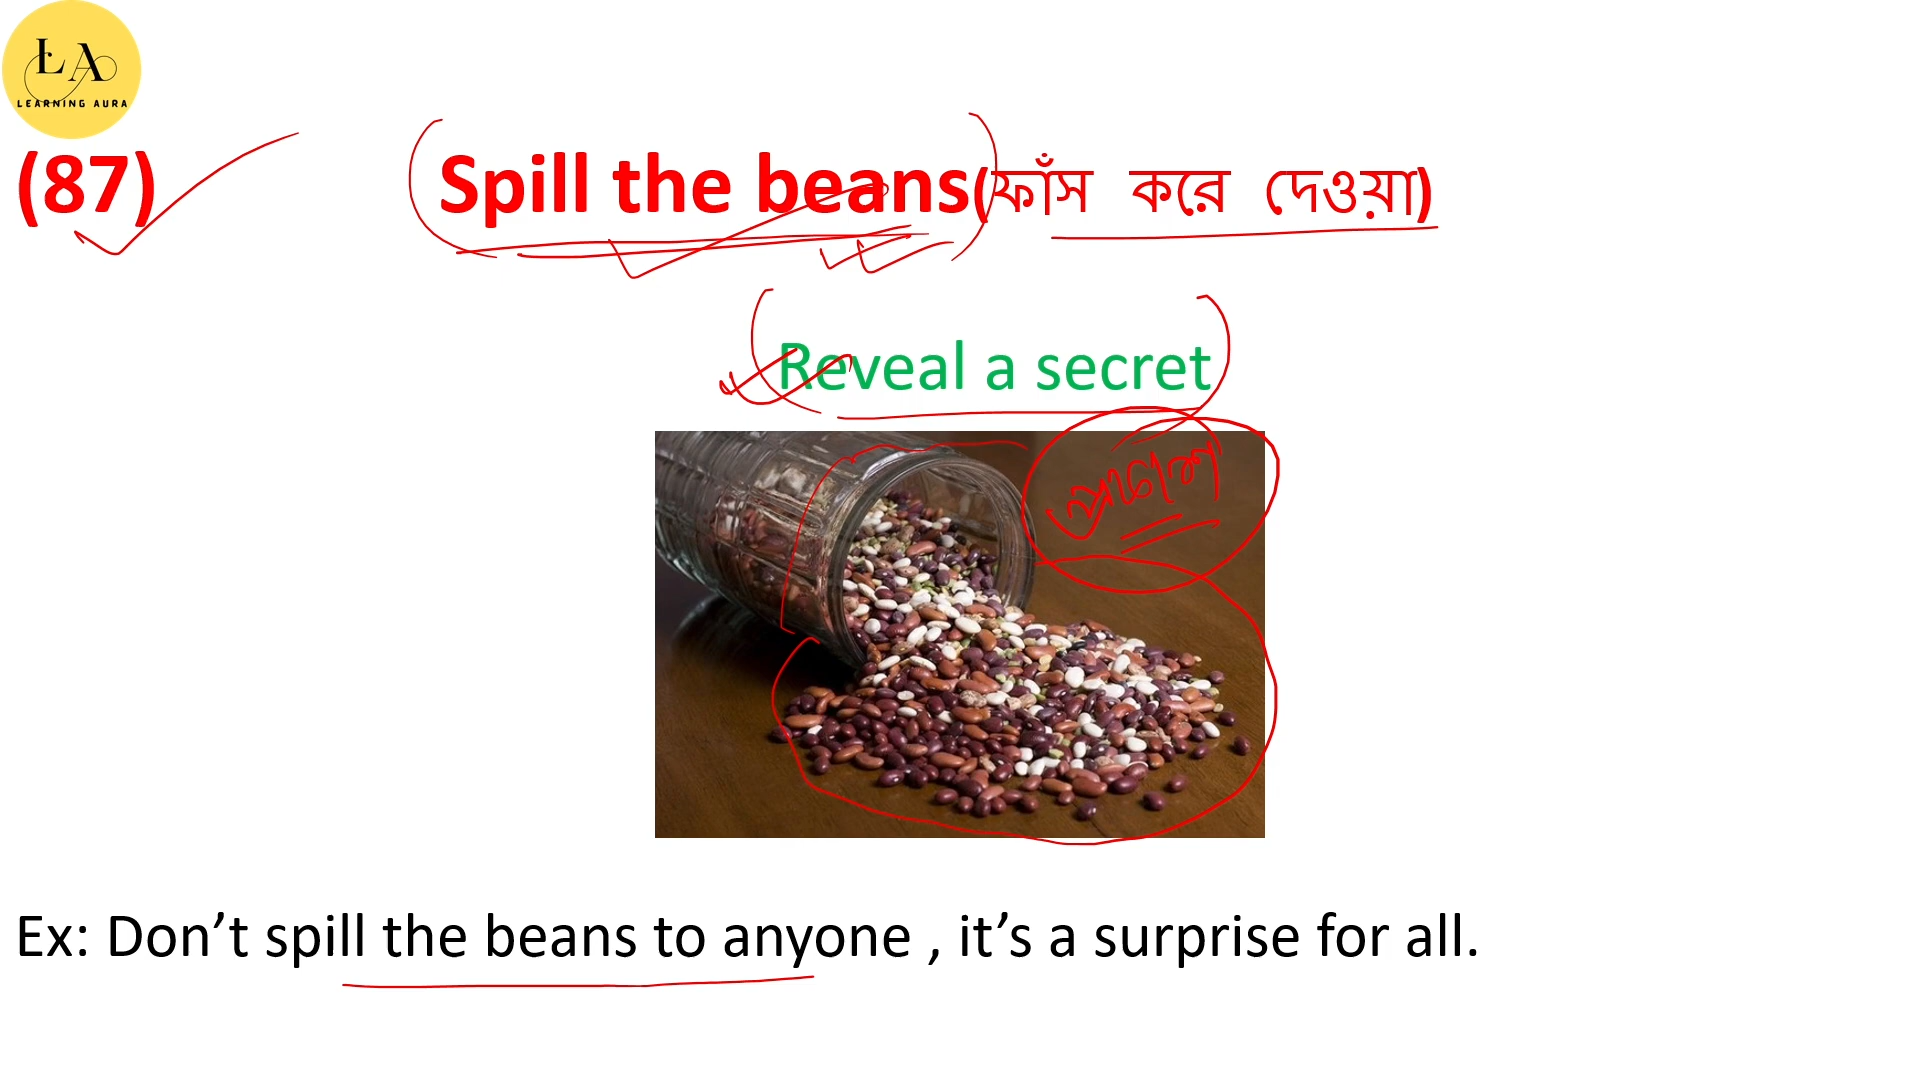 LA
LEARNING AURA
(87) Spill the beans(ফাঁস করে দেওয়া)
Reveal a secret
Ex: Don’t spill the beans to anyone , it’s a surprise for all.